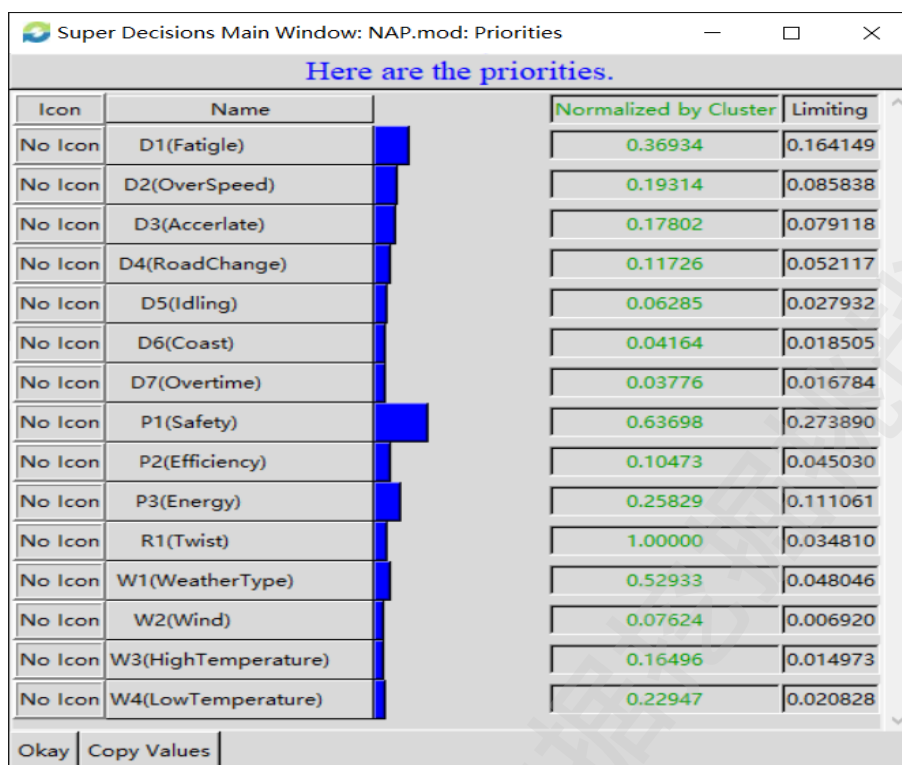 Super Decisions Main Window: NAP.mod: Priorities
Here are the priorities.
Icon Name Normalized by Cluster Limiting
No Icon D1(Fatigle) 0.36934 0.164149
No Icon D2(OverSpeed) 0.19314 0.085838
No Icon D3(Accerlate) 0.17802 0.079118
No Icon D4(RoadChange) 0.11726 0.052117
No Icon D5(Idling) 0.06285 0.027932
No Icon D6(Coast) 0.04164 0.018505
No Icon D7(Overtime) 0.03776 0.016784
No Icon P1(Safety) 0.63698 0.273890
No Icon P2(Efficiency) 0.10473 0.045030
No Icon P3(Energy) 0.25829 0.111061
No Icon R1(Twist) 1.00000 0.034810
No Icon W1(WeatherType) 0.52933 0.048046
No Icon W2(Wind) 0.07624 0.006920
No Icon W3(HighTemperature) 0.16496 0.014973
No Icon W4(LowTemperature) 0.22947 0.020828
Okay Copy Values